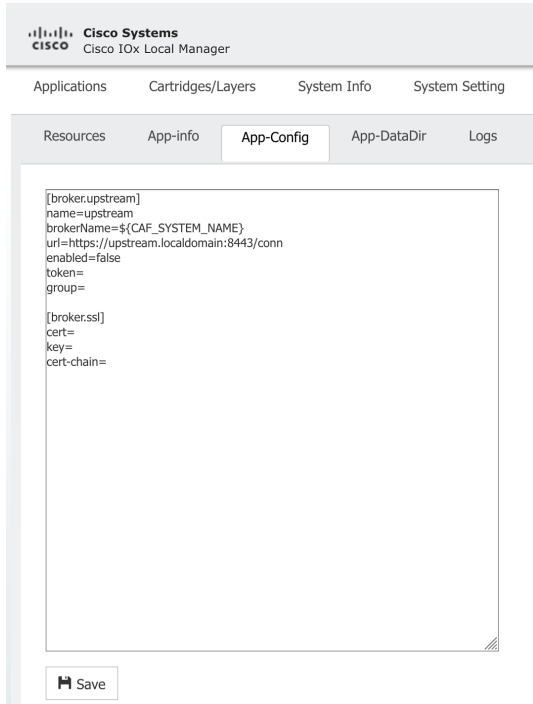 CISCO
Cisco Systems
Cisco IOx Local Manager
Applications Cartridges/Layers System Info System Setting
Resources App-info App-Config App-DataDir Logs
[broker.upstream]
name=upstream
brokerName=${CAF_SYSTEM_NAME}
url=https://upstream.localdomain:8443/conn
enabled=false
token=
group=
[broker.ssl]
cert=
key=
cert-chain=
Save